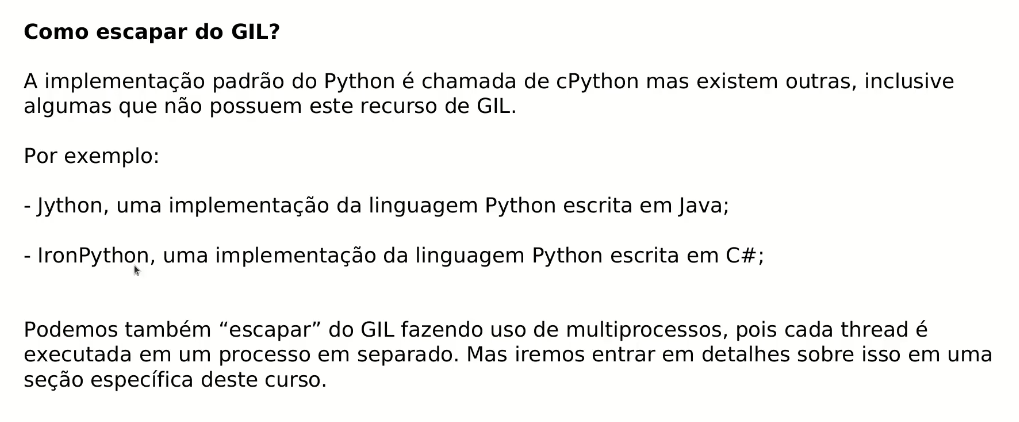 Como escapar do GIL?
A implementação padrão do Python é chamada de cPython mas existem outras, inclusive
algumas que não possuem este recurso de GIL.
Por exemplo:
- Jython, uma implementação da linguagem Python escrita em Java;
- IronPython, uma implementação da linguagem Python escrita em C#;
Podemos também “escapar” do GIL fazendo uso de multiprocessos, pois cada thread é
executada em um processo em separado. Mas iremos entrar em detalhes sobre isso em uma
seção específica deste curso.